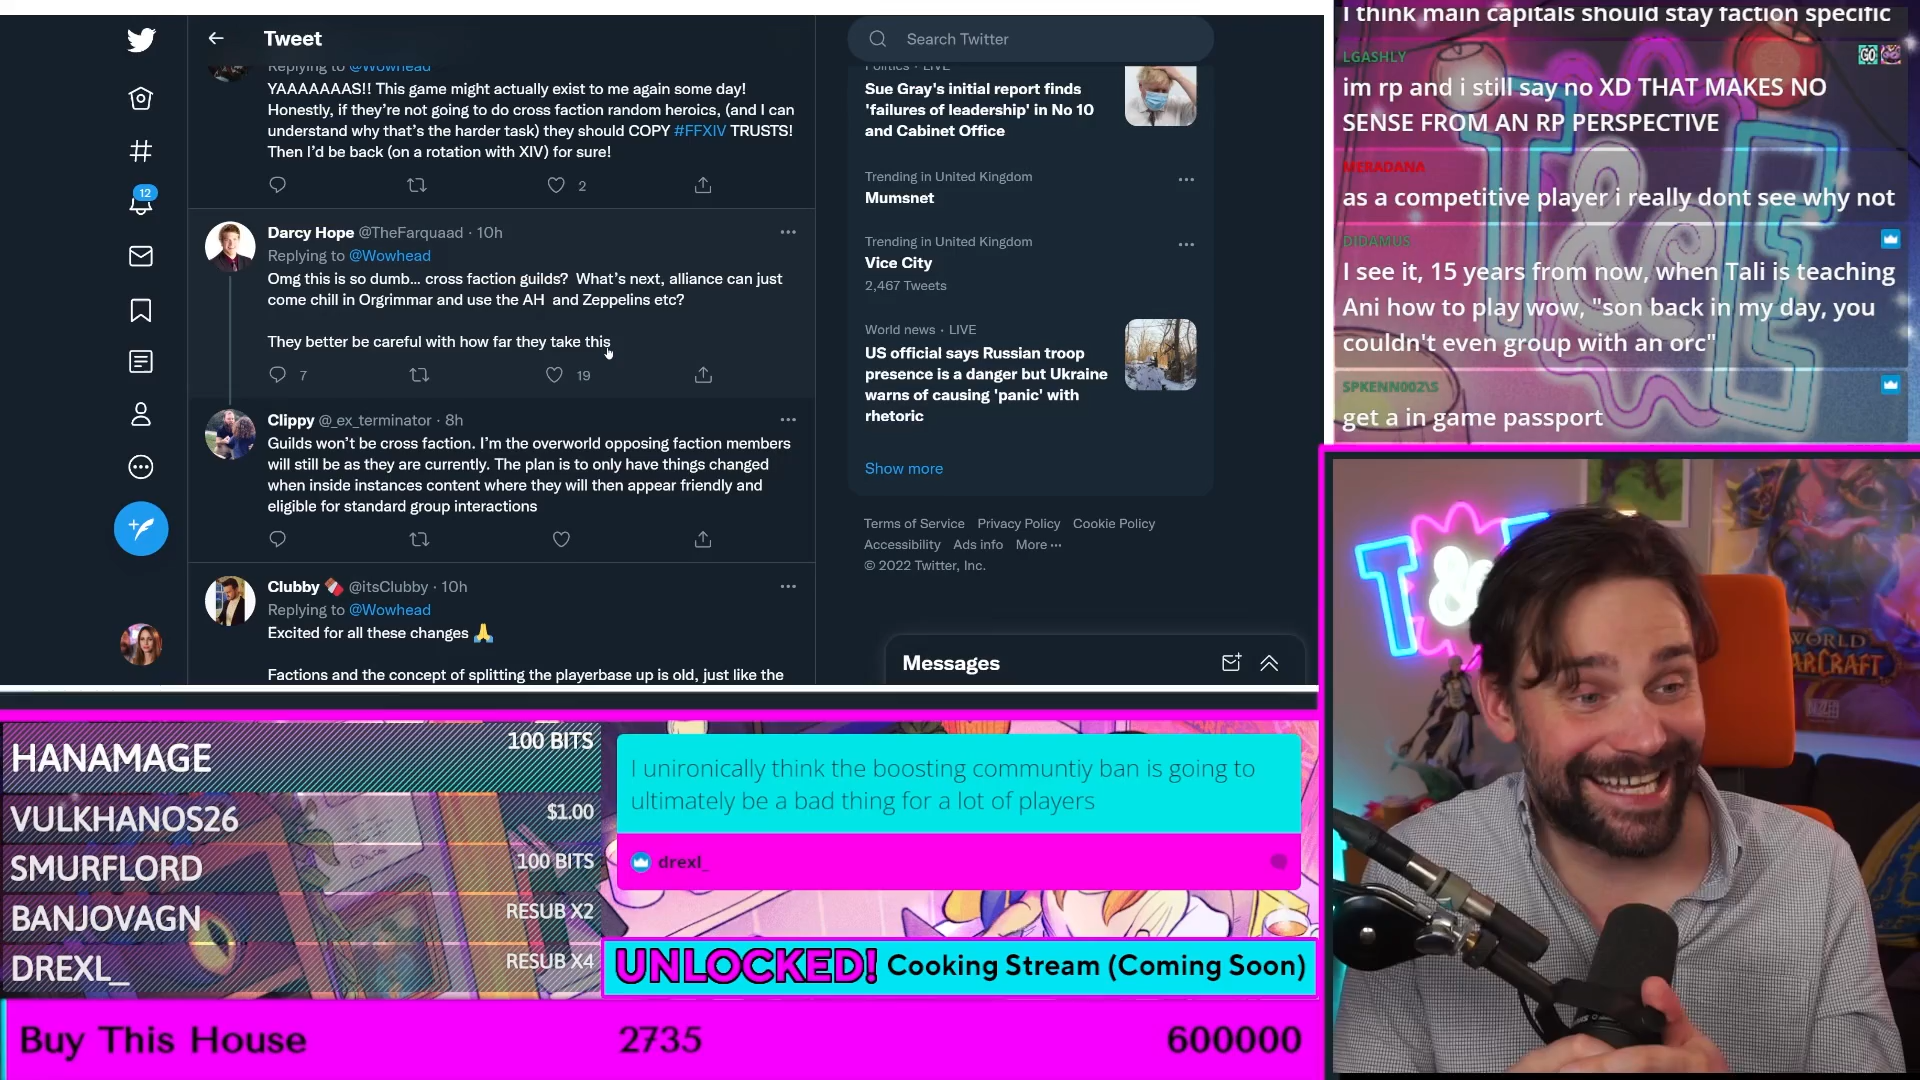 Tweet
Replying to @Wowhead
YAAAAAAAS!! This game might actually exist to me again some day!
Honestly, if they're not going to do cross faction random heroics, (and I can
understand why that's the harder task) they should COPY #FFXIV TRUSTS!
Then I'd be back (on a rotation with XIV) for sure!
2
Darcy Hope @TheFarquaad · 10h
Replying to @Wowhead
Omg this is so dumb... cross faction guilds? What's next, alliance can just
come chill in Orgrimmar and use the AH and Zeppelins etc?
They better be careful with how far they take this
7
19
Clippy @_ex_terminator · 8h
Guilds won't be cross faction. I'm the overworld opposing faction members
will still be as they are currently. The plan is to only have things changed
when inside instances content where they will then appear friendly and
eligible for standard group interactions
Clubby @itsClubby · 10h
Replying to @Wowhead
Excited for all these changes
Factions and the concept of splitting the playerbase up is old, just like the
12
Search Twitter
Politics · LIVE
Sue Gray's initial report finds
'failures of leadership' in No 10
and Cabinet Office
Trending in United Kingdom
Mumsnet
Trending in United Kingdom
Vice City
2,467 Tweets
World news · LIVE
US official says Russian troop
presence is a danger but Ukraine
warns of causing 'panic' with
rhetoric
Show more
Terms of Service Privacy Policy Cookie Policy
Accessibility Ads info More ···
© 2022 Twitter, Inc.
Messages
I think main capitals should stay faction specific
LGASHLY
GO
im rp and i still say no XD THAT MAKES NO
SENSE FROM AN RP PERSPECTIVE
MERADANA
as a competitive player i really dont see why not
DIDAMUS
I see it, 15 years from now, when Tali is teaching
Ani how to play wow, "son back in my day, you
couldn't even group with an orc"
SPKENN002\S
get a in game passport
T&E
T&
WORLD
WARCRAFT
HANAMAGE 100 BITS
VULKHANOS26 $1.00
SMURFLORD 100 BITS
BANJOVAGN RESUB X2
DREXL_ RESUB X4
I unironically think the boosting communtiy ban is going to
ultimately be a bad thing for a lot of players
drexl_
UNLOCKED! Cooking Stream (Coming Soon)
Buy This House 2735 600000